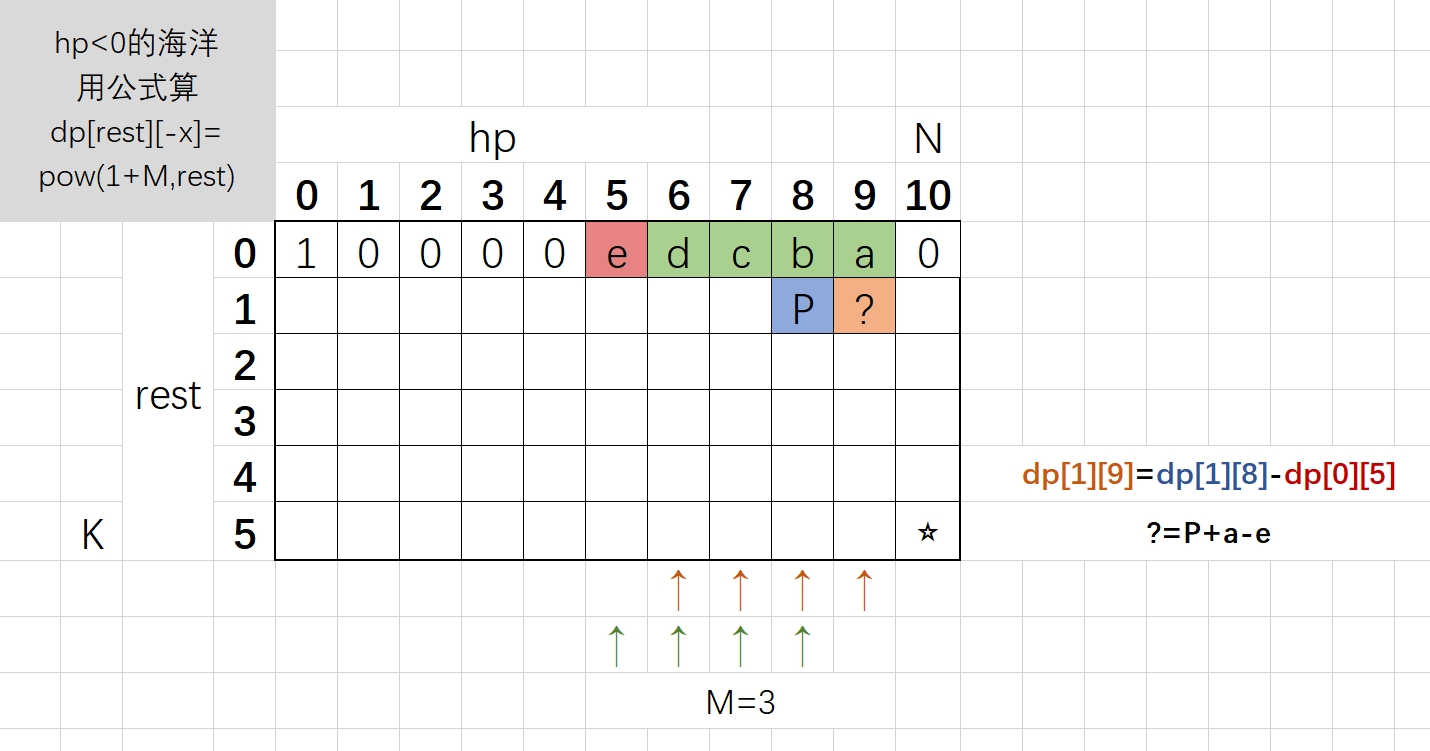 hp<0的海洋
用公式算
dp[rest][-x]=
pow(1+M,rest)
hp N
0 1 2 3 4 5 6 7 8 9 10
0 1 0 0 0 0 e d c b a 0
1 P ?
2
rest
3
4 dp[1][9]=dp[1][8]-dp[0][5]
K 5 ☆ ?=P+a-e
↑ ↑ ↑ ↑
↑ ↑ ↑ ↑
M=3